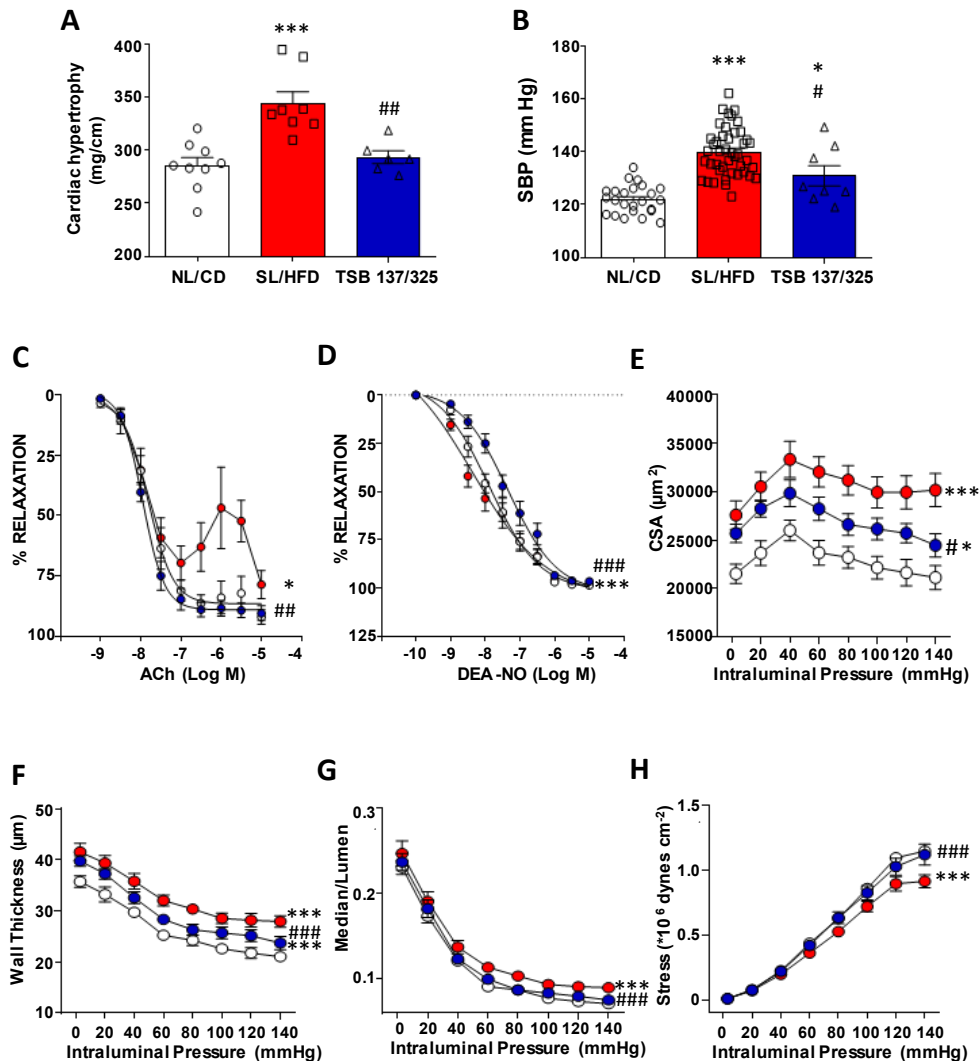 A
Cardiac hypertrophy
(mg/cm)
400
350
300
250
200
***
##
NL/CD SL/HFD TSB 137/325
B
SBP (mm Hg)
180
160
140
120
100
***
*
#
NL/CD SL/HFD TSB 137/325
C
% RELAXATION
0
25
50
75
100
*
##
-9 -8 -7 -6 -5 -4
ACh (Log M)
D
% RELAXATION
0
25
50
75
100
125
###
***
-10 -9 -8 -7 -6 -5 -4
DEA-NO (Log M)
E
CSA (µm²)
40000
35000
30000
25000
20000
15000
***
#*
0 20 40 60 80 100 120 140
Intraluminal Pressure (mmHg)
F
Wall Thickness (µm)
50
40
30
20
10
***
###
***
0 20 40 60 80 100 120 140
Intraluminal Pressure (mmHg)
G
Median/Lumen
0.3
0.2
0.1
***
###
0 20 40 60 80 100 120 140
Intraluminal Pressure (mmHg)
H
Stress (*10⁶ dynes cm⁻²)
1.5
1.0
0.5
0
###
***
0 20 40 60 80 100 120 140
Intraluminal Pressure (mmHg)